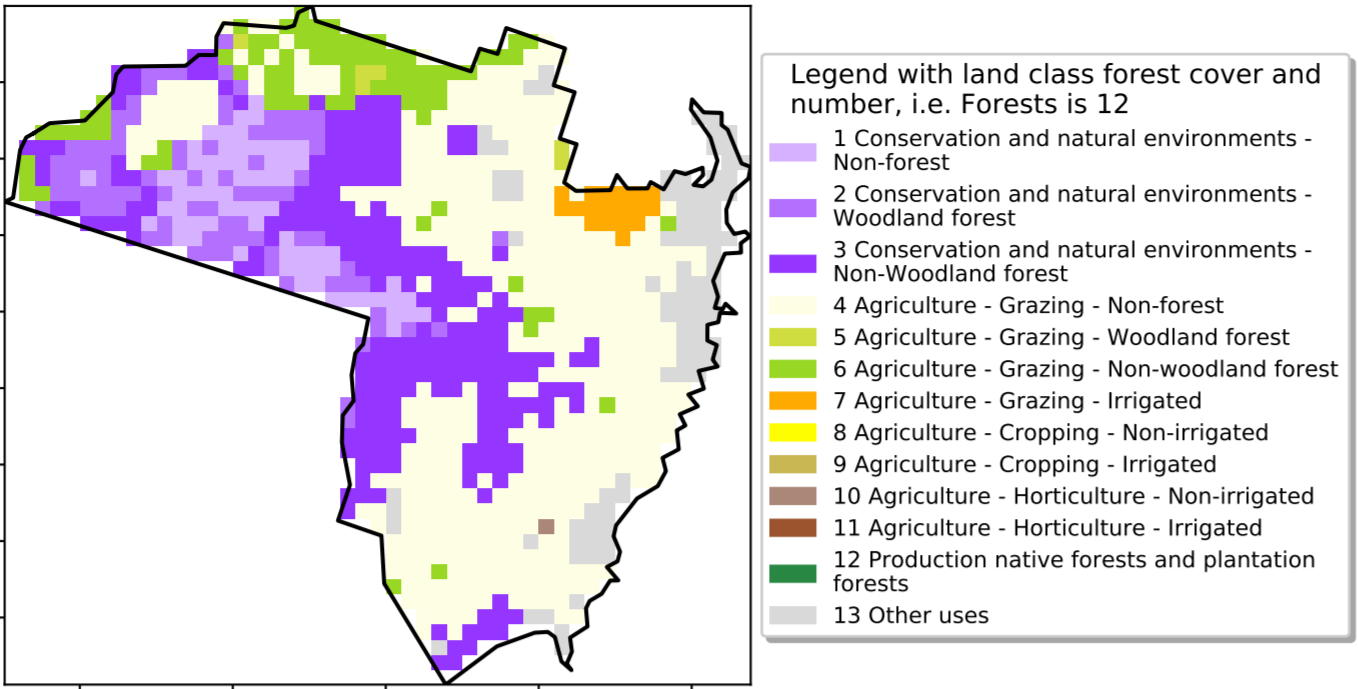 Legend with land class forest cover and
number, i.e. Forests is 12
1 Conservation and natural environments -
Non-forest
2 Conservation and natural environments -
Woodland forest
3 Conservation and natural environments -
Non-Woodland forest
4 Agriculture - Grazing - Non-forest
5 Agriculture - Grazing - Woodland forest
6 Agriculture - Grazing - Non-woodland forest
7 Agriculture - Grazing - Irrigated
8 Agriculture - Cropping - Non-irrigated
9 Agriculture - Cropping - Irrigated
10 Agriculture - Horticulture - Non-irrigated
11 Agriculture - Horticulture - Irrigated
12 Production native forests and plantation
forests
13 Other uses